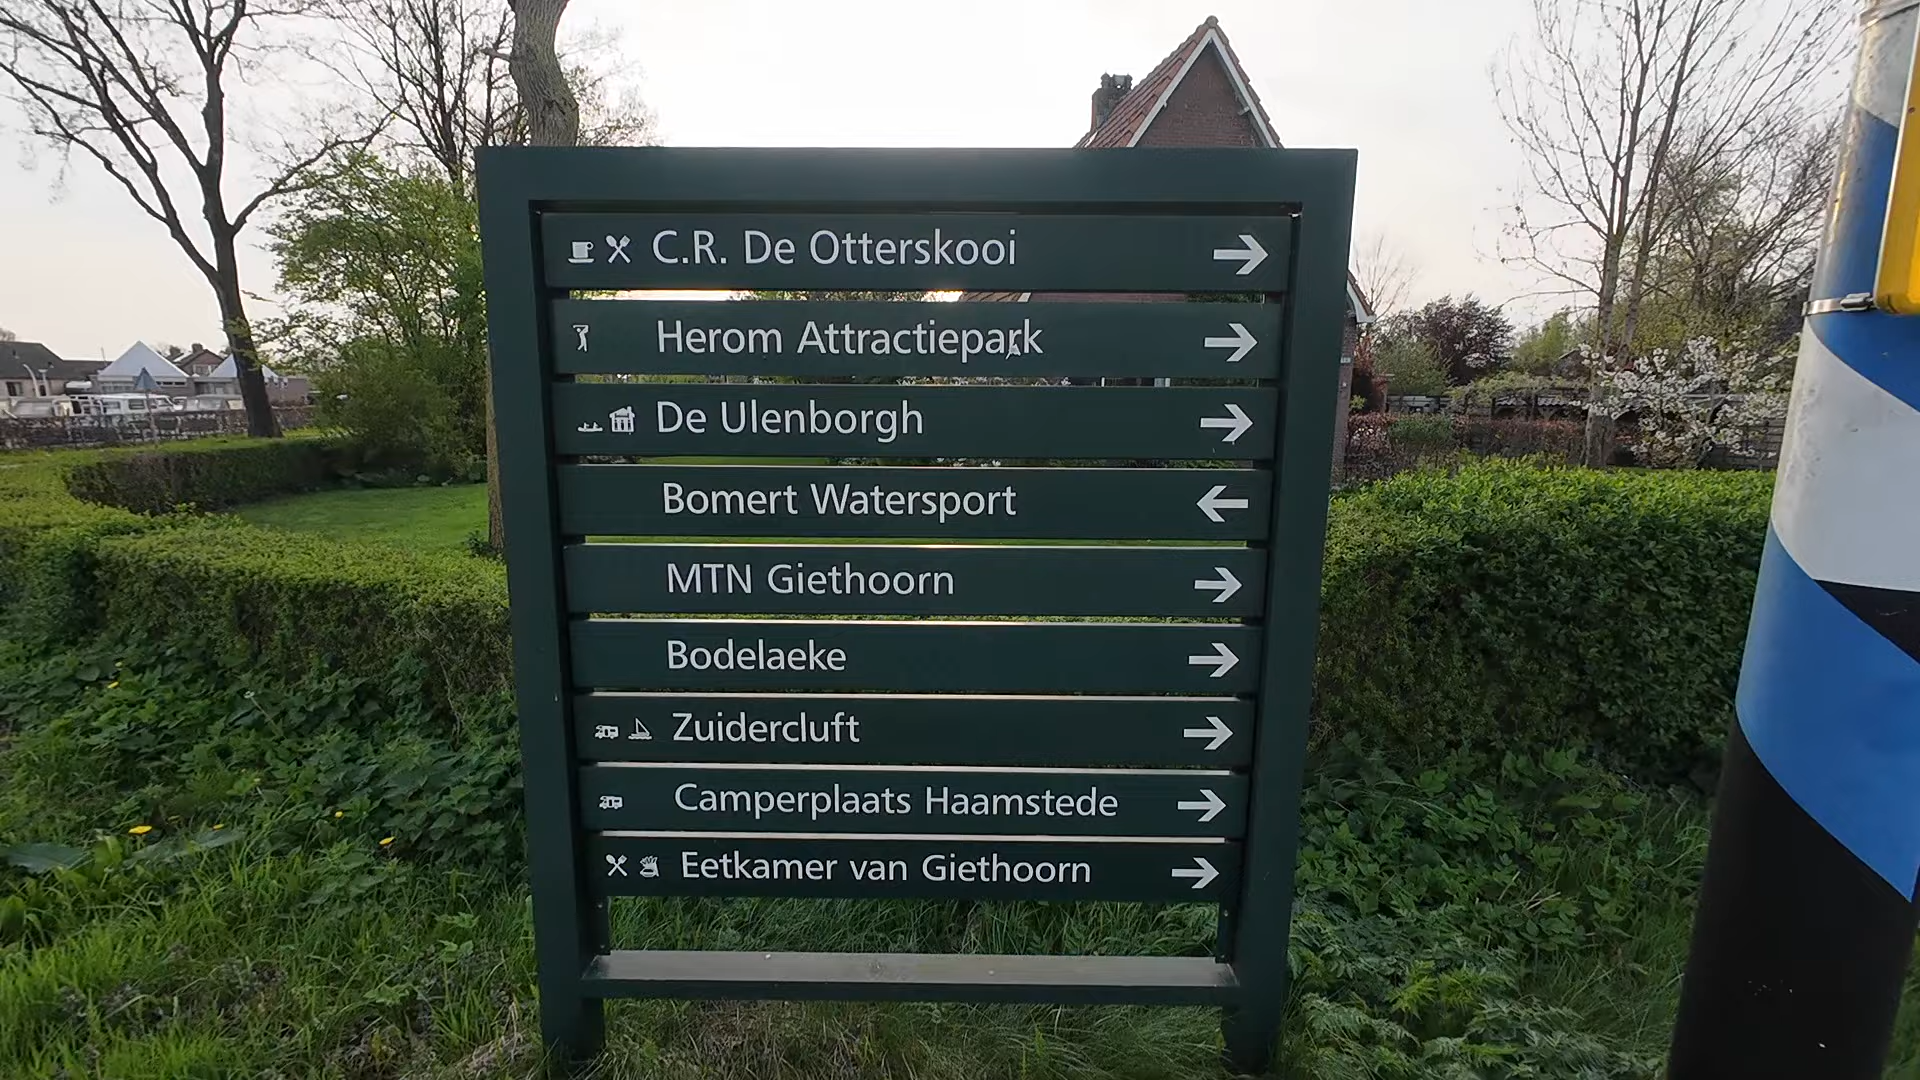 C.R. De Otterskooi
Herom Attractiepark
De Ulenborgh
Bomert Watersport
MTN Giethoorn
Bodelaeke
Zuidercluft
Camperplaats Haamstede
Eetkamer van Giethoorn